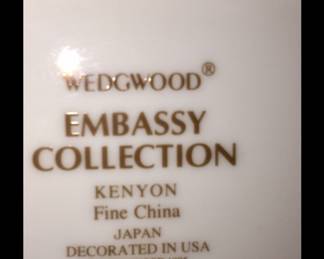 WEDGWOOD®
EMBASSY
COLLECTION
KENYON
Fine China
JAPAN
DECORATED IN USA